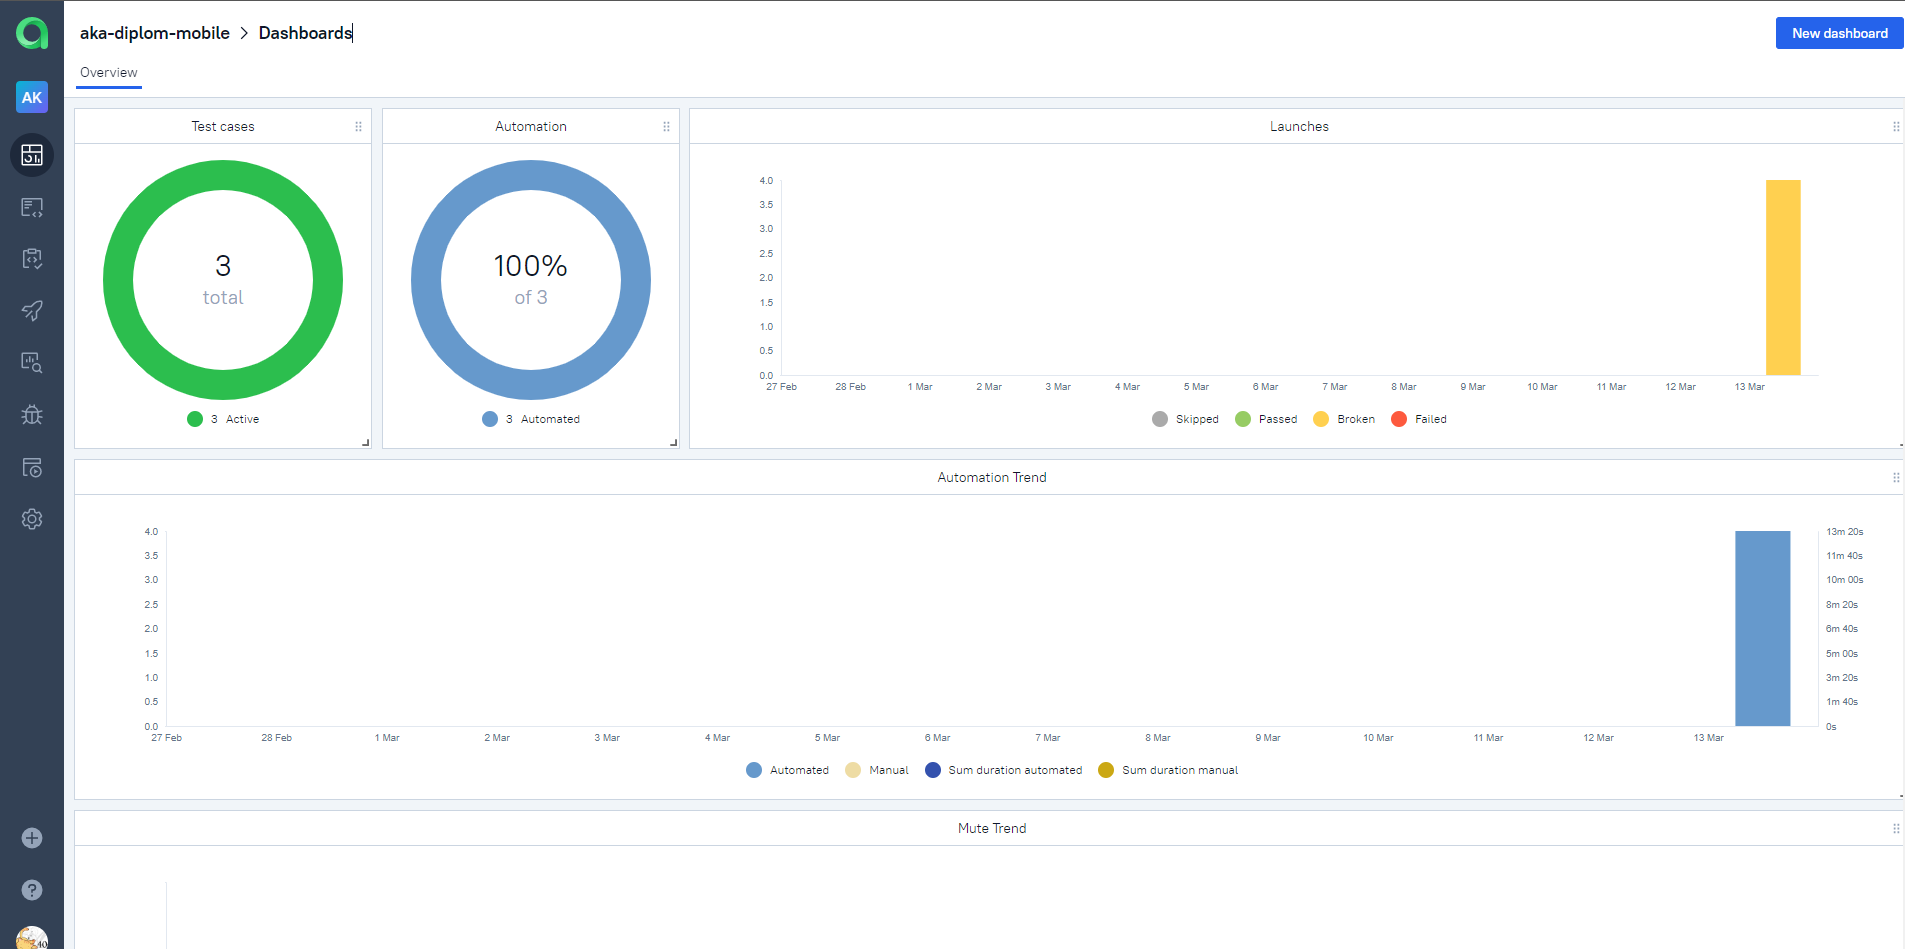 aka-diplom-mobile > Dashboards
New dashboard
Overview
AK
Test cases
3
total
3 Active
Automation
100%
of 3
3 Automated
Launches
4.0
3.5
3.0
2.5
2.0
1.5
1.0
0.5
0.0
27 Feb 28 Feb 1 Mar 2 Mar 3 Mar 4 Mar 5 Mar 6 Mar 7 Mar 8 Mar 9 Mar 10 Mar 11 Mar 12 Mar 13 Mar
Skipped Passed Broken Failed
Automation Trend
4.0 13m 20s
3.5 11m 40s
3.0 10m 00s
2.5 8m 20s
2.0 6m 40s
1.5 5m 00s
1.0 3m 20s
0.5 1m 40s
0.0 0s
27 Feb 28 Feb 1 Mar 2 Mar 3 Mar 4 Mar 5 Mar 6 Mar 7 Mar 8 Mar 9 Mar 10 Mar 11 Mar 12 Mar 13 Mar
Automated Manual Sum duration automated Sum duration manual
Mute Trend